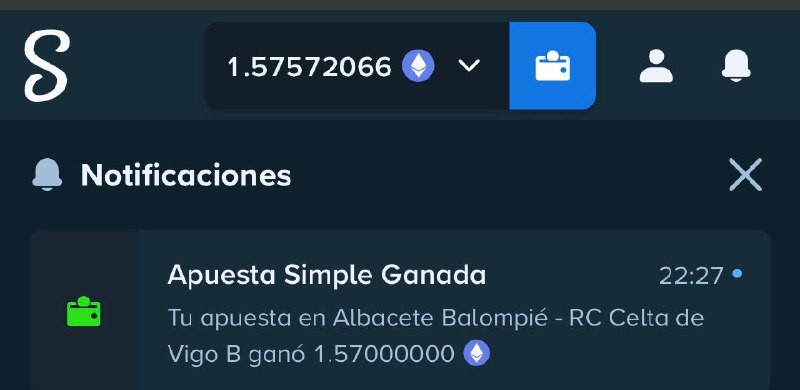 S
1.57572066
Notificaciones
Apuesta Simple Ganada
22:27
Tu apuesta en Albacete Balompié - RC Celta de
Vigo B ganó 1.57000000